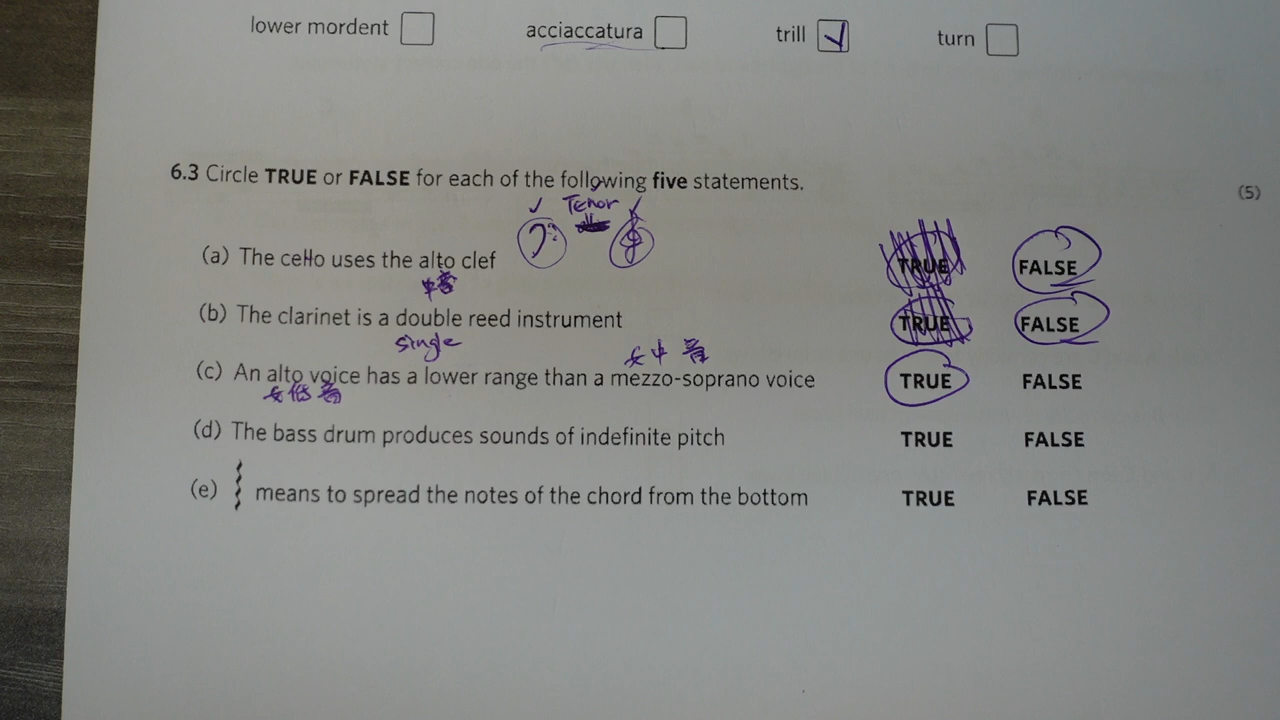 lower mordent acciaccatura trill turn
6.3 Circle TRUE or FALSE for each of the following five statements. (5)
Tenor
(a) The cello uses the alto clef TRUE FALSE
中音
(b) The clarinet is a double reed instrument TRUE FALSE
single 女中音
(c) An alto voice has a lower range than a mezzo-soprano voice TRUE FALSE
女低音
(d) The bass drum produces sounds of indefinite pitch TRUE FALSE
(e) means to spread the notes of the chord from the bottom TRUE FALSE